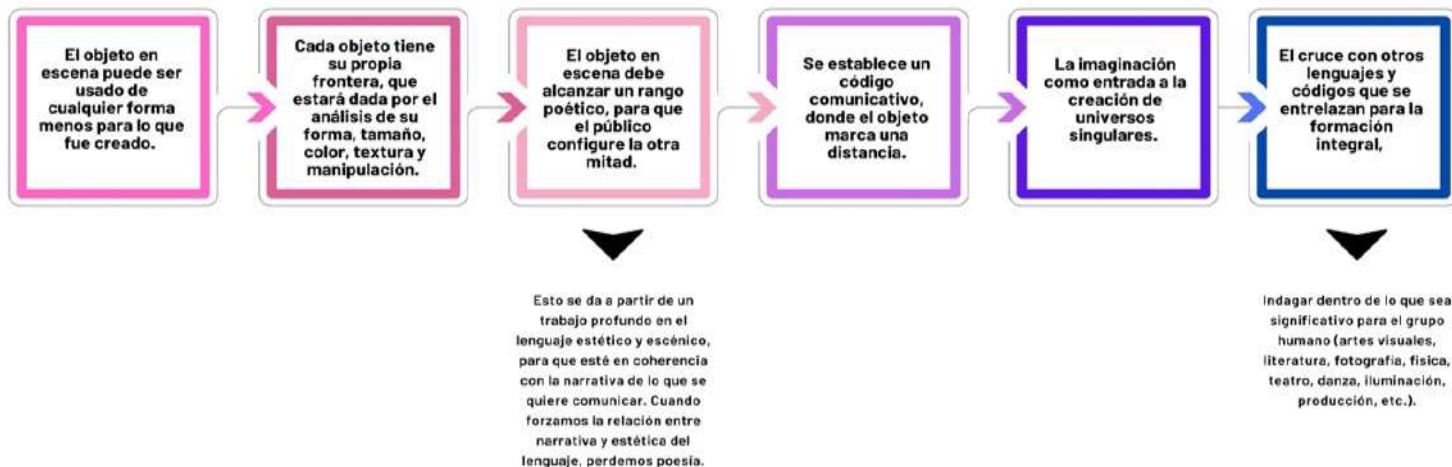 El objeto en
escena puede ser
usado de
cualquier forma
menos para lo que
fue creado.
Cada objeto tiene
su propia
frontera, que
estará dada por el
análisis de su
forma, tamaño,
color, textura y
manipulación.
El objeto en
escena debe
alcanzar un rango
poético, para que
el público
configure la otra
mitad.
Se establece un
código
comunicativo,
donde el objeto
marca una
distancia.
La imaginación
como entrada a la
creación de
universos
singulares.
El cruce con otros
lenguajes y
códigos que se
entrelazan para la
formación
integral,
Esto se da a partir de un
trabajo profundo en el
lenguaje estético y escénico,
para que esté en coherencia
con la narrativa de lo que se
quiere comunicar. Cuando
forzamos la relación entre
narrativa y estética del
lenguaje, perdemos poesía.
Indagar dentro de lo que sea
significativo para el grupo
humano (artes visuales,
literatura, fotografía, física,
teatro, danza, iluminación,
producción, etc.).